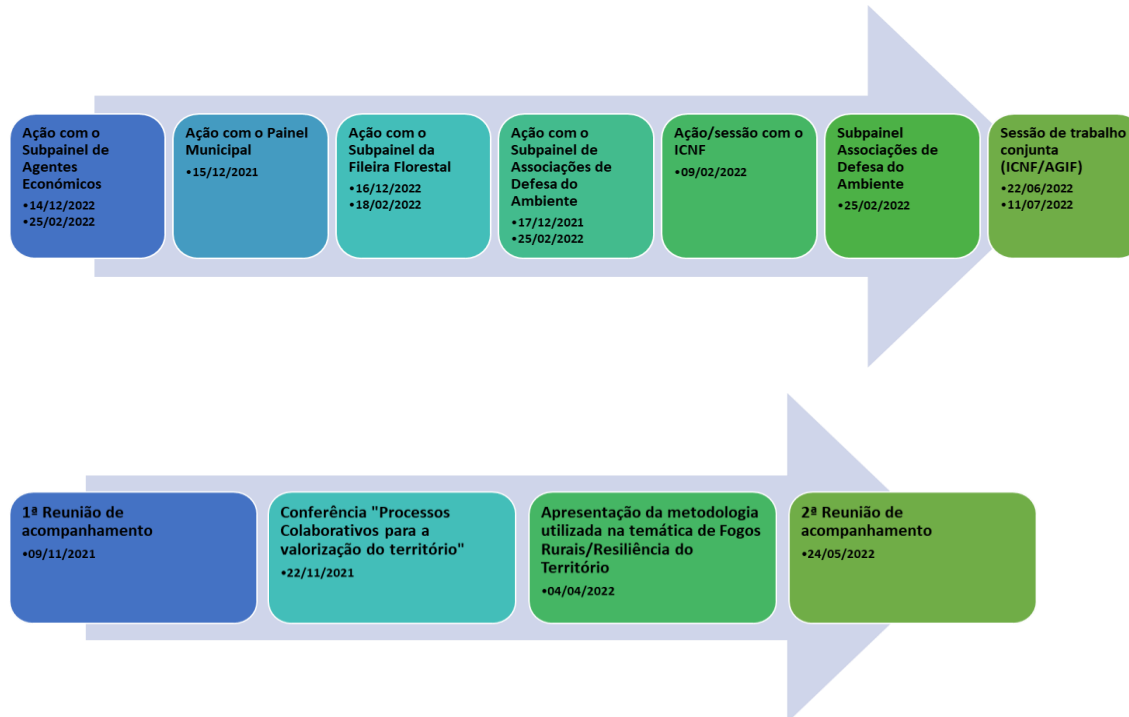 Ação com o
Subpainel de
Agentes
Económicos
•14/12/2022
•25/02/2022
Ação com o Painel
Municipal
•15/12/2021
Ação com o
Subpainel da
Fileira Florestal
•16/12/2022
•18/02/2022
Ação com o
Subpainel de
Associações de
Defesa do
Ambiente
•17/12/2021
•25/02/2022
Ação/sessão com o
ICNF
•09/02/2022
Subpainel
Associações de
Defesa do
Ambiente
•25/02/2022
Sessão de trabalho
conjunta
(ICNF/AGIF)
•22/06/2022
•11/07/2022
1ª Reunião de
acompanhamento
•09/11/2021
Conferência "Processos
Colaborativos para a
valorização do território"
•22/11/2021
Apresentação da metodologia
utilizada na temática de Fogos
Rurais/Resiliência do
Território
•04/04/2022
2ª Reunião de
acompanhamento
•24/05/2022